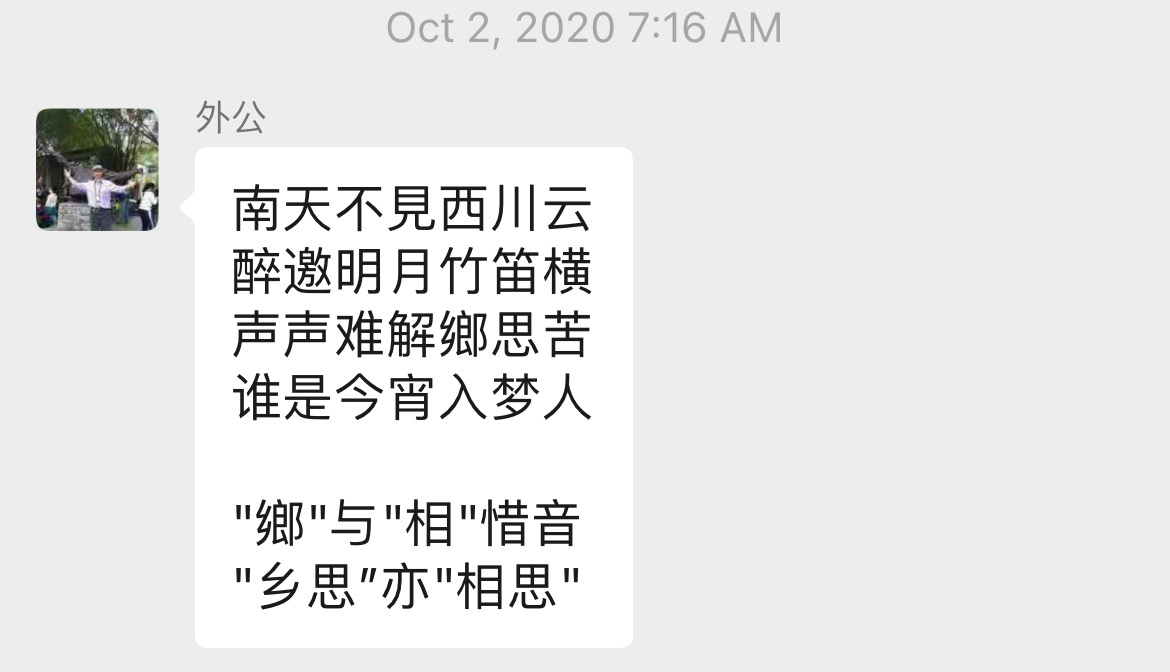 Oct 2, 2020 7:16 AM
外公
南天不見西川云
醉邀明月竹笛横
声声难解鄉思苦
谁是今宵入梦人
"鄉"与"相"惜音
"乡思”亦"相思"